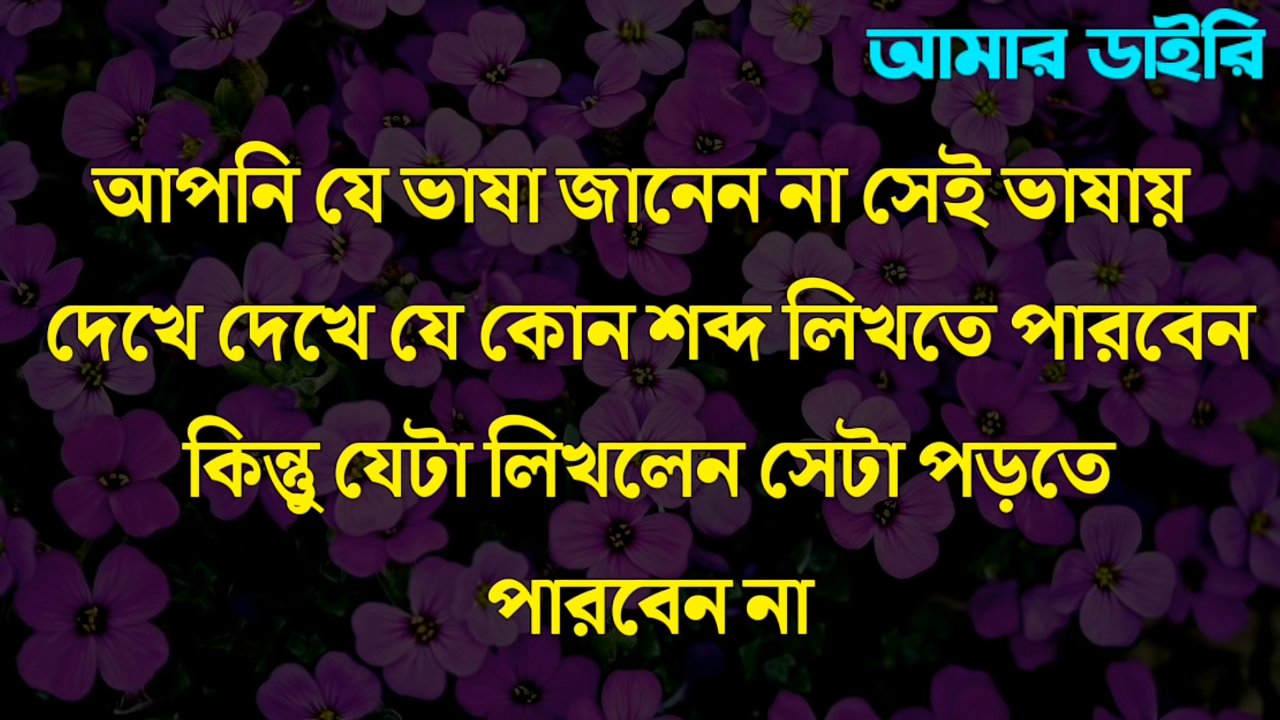 আমার ডাইরি
আপনি যে ভাষা জানেন না সেই ভাষায়
দেখে দেখে যে কোন শব্দ লিখতে পারবেন
কিন্তু যেটা লিখলেন সেটা পড়তে
পারবেন না